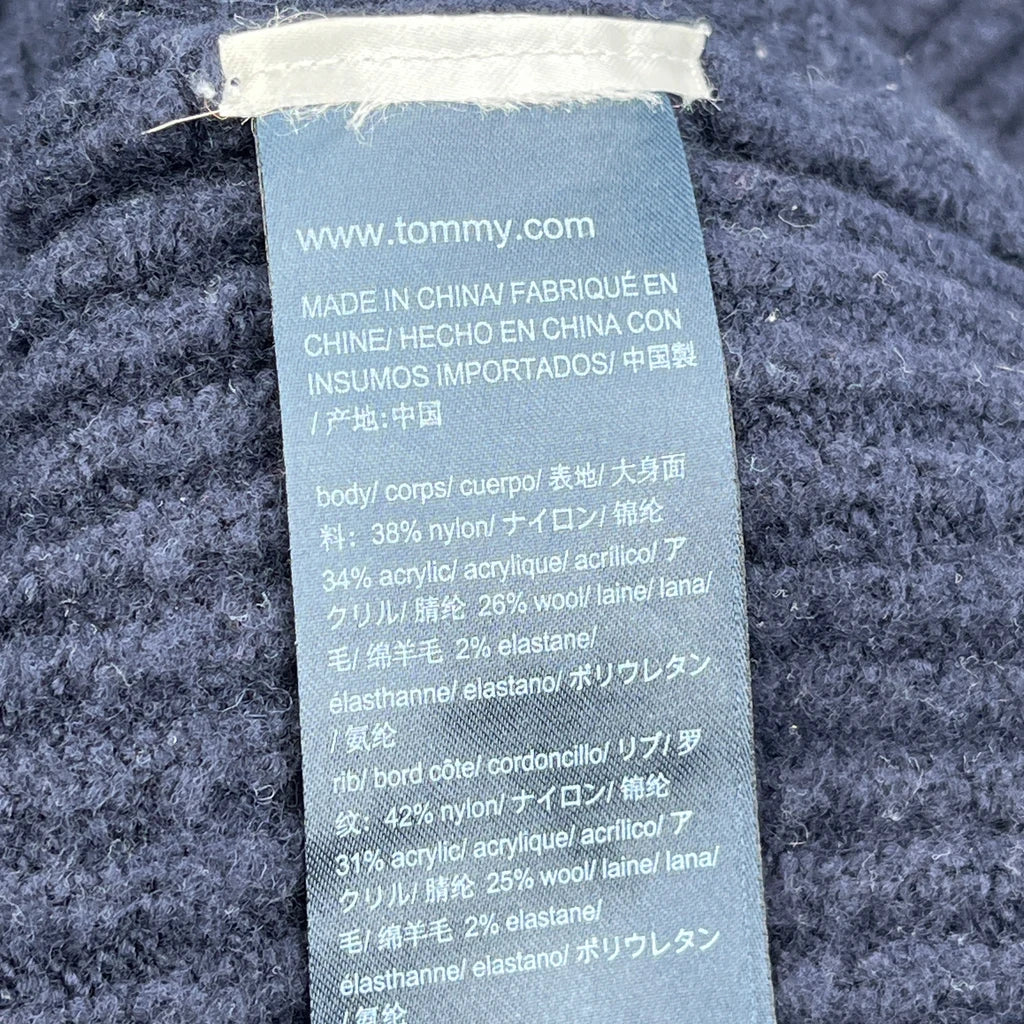 www.tommy.com
MADE IN CHINA/ FABRIQUÉ EN
CHINE/ HECHO EN CHINA CON
INSUMOS IMPORTADOS/ 中国製
/ 产地:中国
body/ corps/ cuerpo/ 表地/ 大身面
料: 38% nylon/ ナイロン/ 锦纶
34% acrylic/ acrylique/ acrílico/ ア
クリル/ 腈纶 26% wool/ laine/ lana/
毛/ 绵羊毛 2% elastane/
élasthanne/ elastano/ ポリウレタン
/ 氨纶
rib/ bord côte/ cordoncillo/ リブ/ 罗
纹: 42% nylon/ ナイロン/ 锦纶
31% acrylic/ acrylique/ acrílico/ ア
クリル/ 腈纶 25% wool/ laine/ lana/
毛/ 绵羊毛 2% elastane/
élasthanne/ elastano/ ポリウレタン
/ 氨纶